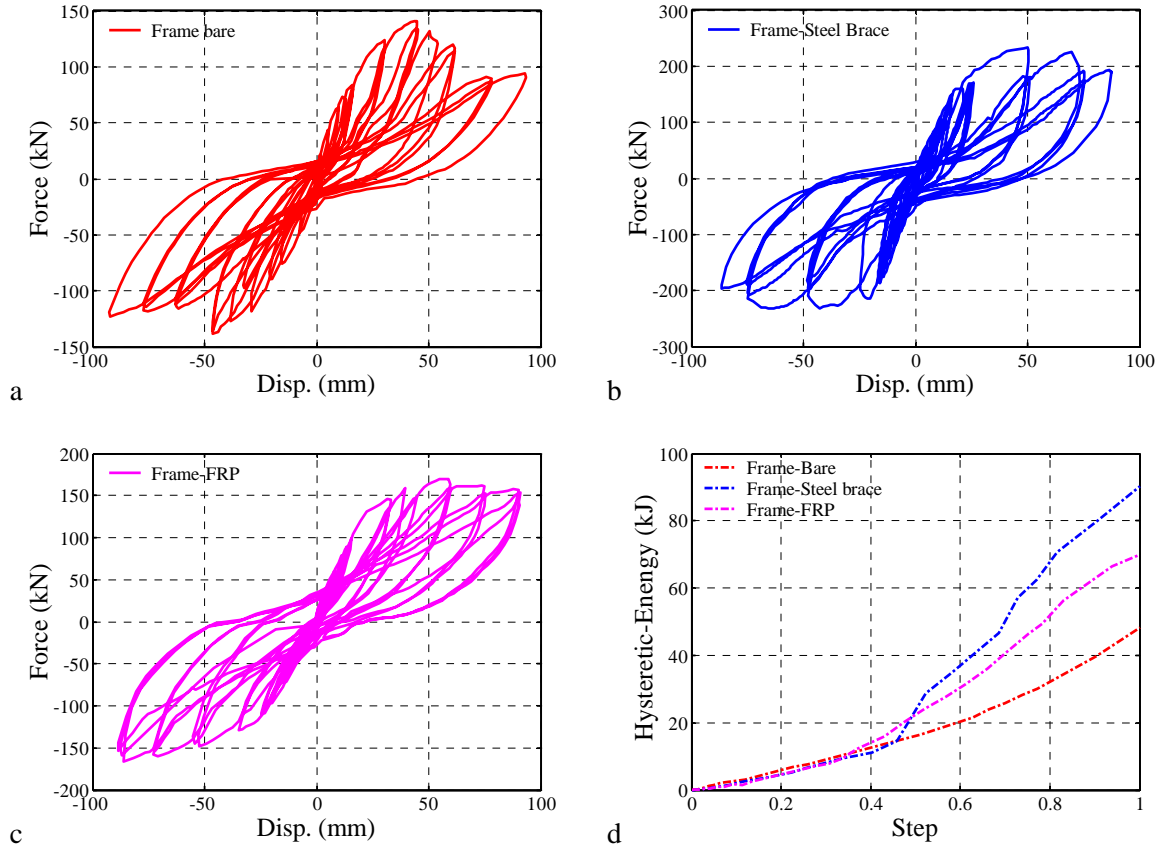 150
100
50
0
-50
-100
-150
-100
-50
0
50
100
Force (kN)
Disp. (mm)
Frame bare
a
300
200
100
0
-100
-200
-300
-100
-50
0
50
100
Force (kN)
Disp. (mm)
Frame-Steel Brace
b
200
150
100
50
0
-50
-100
-150
-200
-100
-50
0
50
100
Force (kN)
Disp. (mm)
Frame-FRP
c
100
80
60
40
20
0
0
0.2
0.4
0.6
0.8
1
Hysteretic-Energy (kJ)
Step
Frame-Bare
Frame-Steel brace
Frame-FRP
d